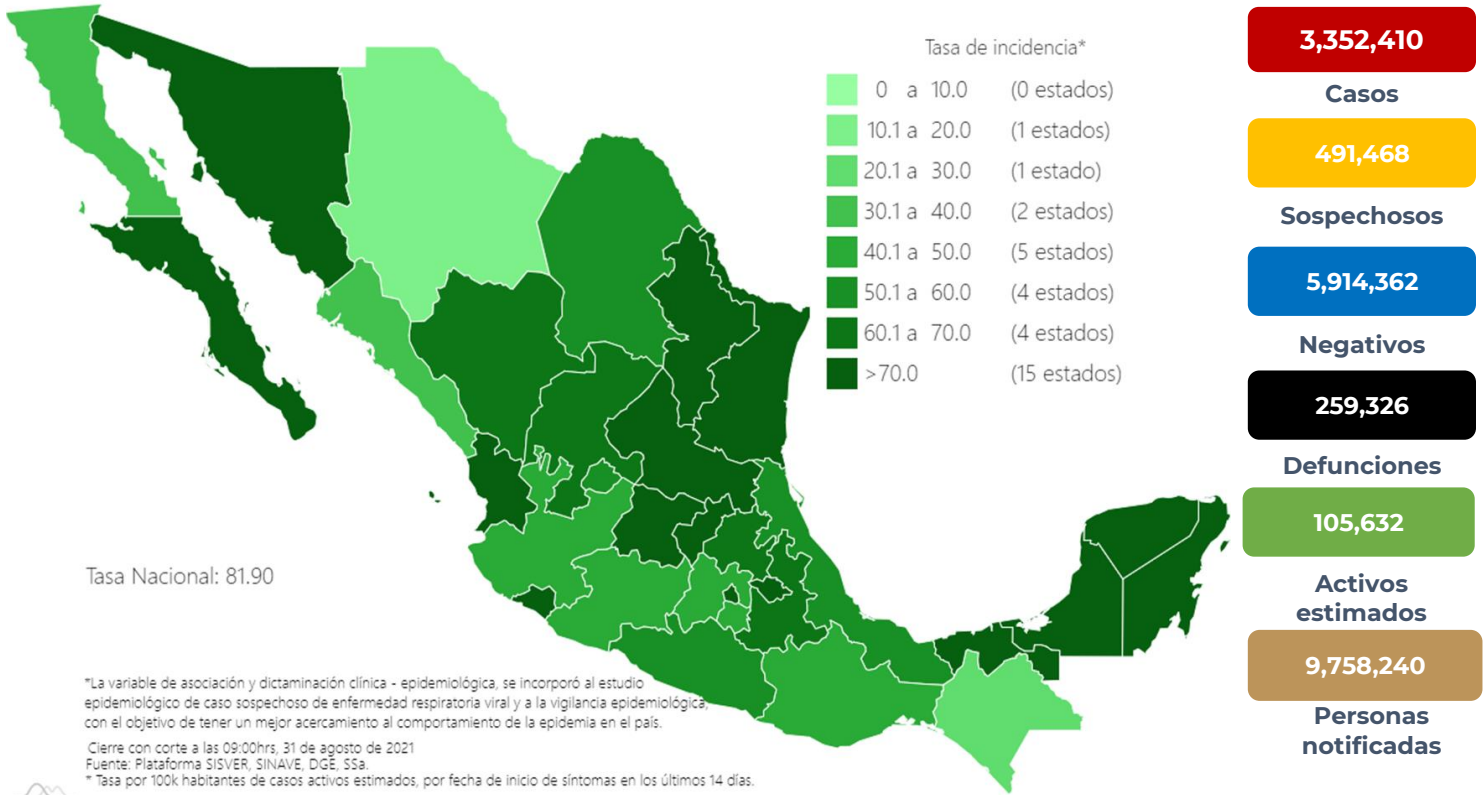 Tasa de incidencia*
0 a 10.0 (0 estados)
10.1 a 20.0 (1 estados)
20.1 a 30.0 (1 estado)
30.1 a 40.0 (2 estados)
40.1 a 50.0 (5 estados)
50.1 a 60.0 (4 estados)
60.1 a 70.0 (4 estados)
>70.0 (15 estados)
Tasa Nacional: 81.90
*La variable de asociación y dictaminación clínica - epidemiológica, se incorporó al estudio
epidemiológico de caso sospechoso de enfermedad respiratoria viral y a la vigilancia epidemiológica,
con el objetivo de tener un mejor acercamiento al comportamiento de la epidemia en el país.
Cierre con corte a las 09:00hrs, 31 de agosto de 2021
Fuente: Plataforma SISVER, SINAVE, DGE, SSa.
* Tasa por 100k habitantes de casos activos estimados, por fecha de inicio de síntomas en los últimos 14 días.
3,352,410
Casos
491,468
Sospechosos
5,914,362
Negativos
259,326
Defunciones
105,632
Activos
estimados
9,758,240
Personas
notificadas